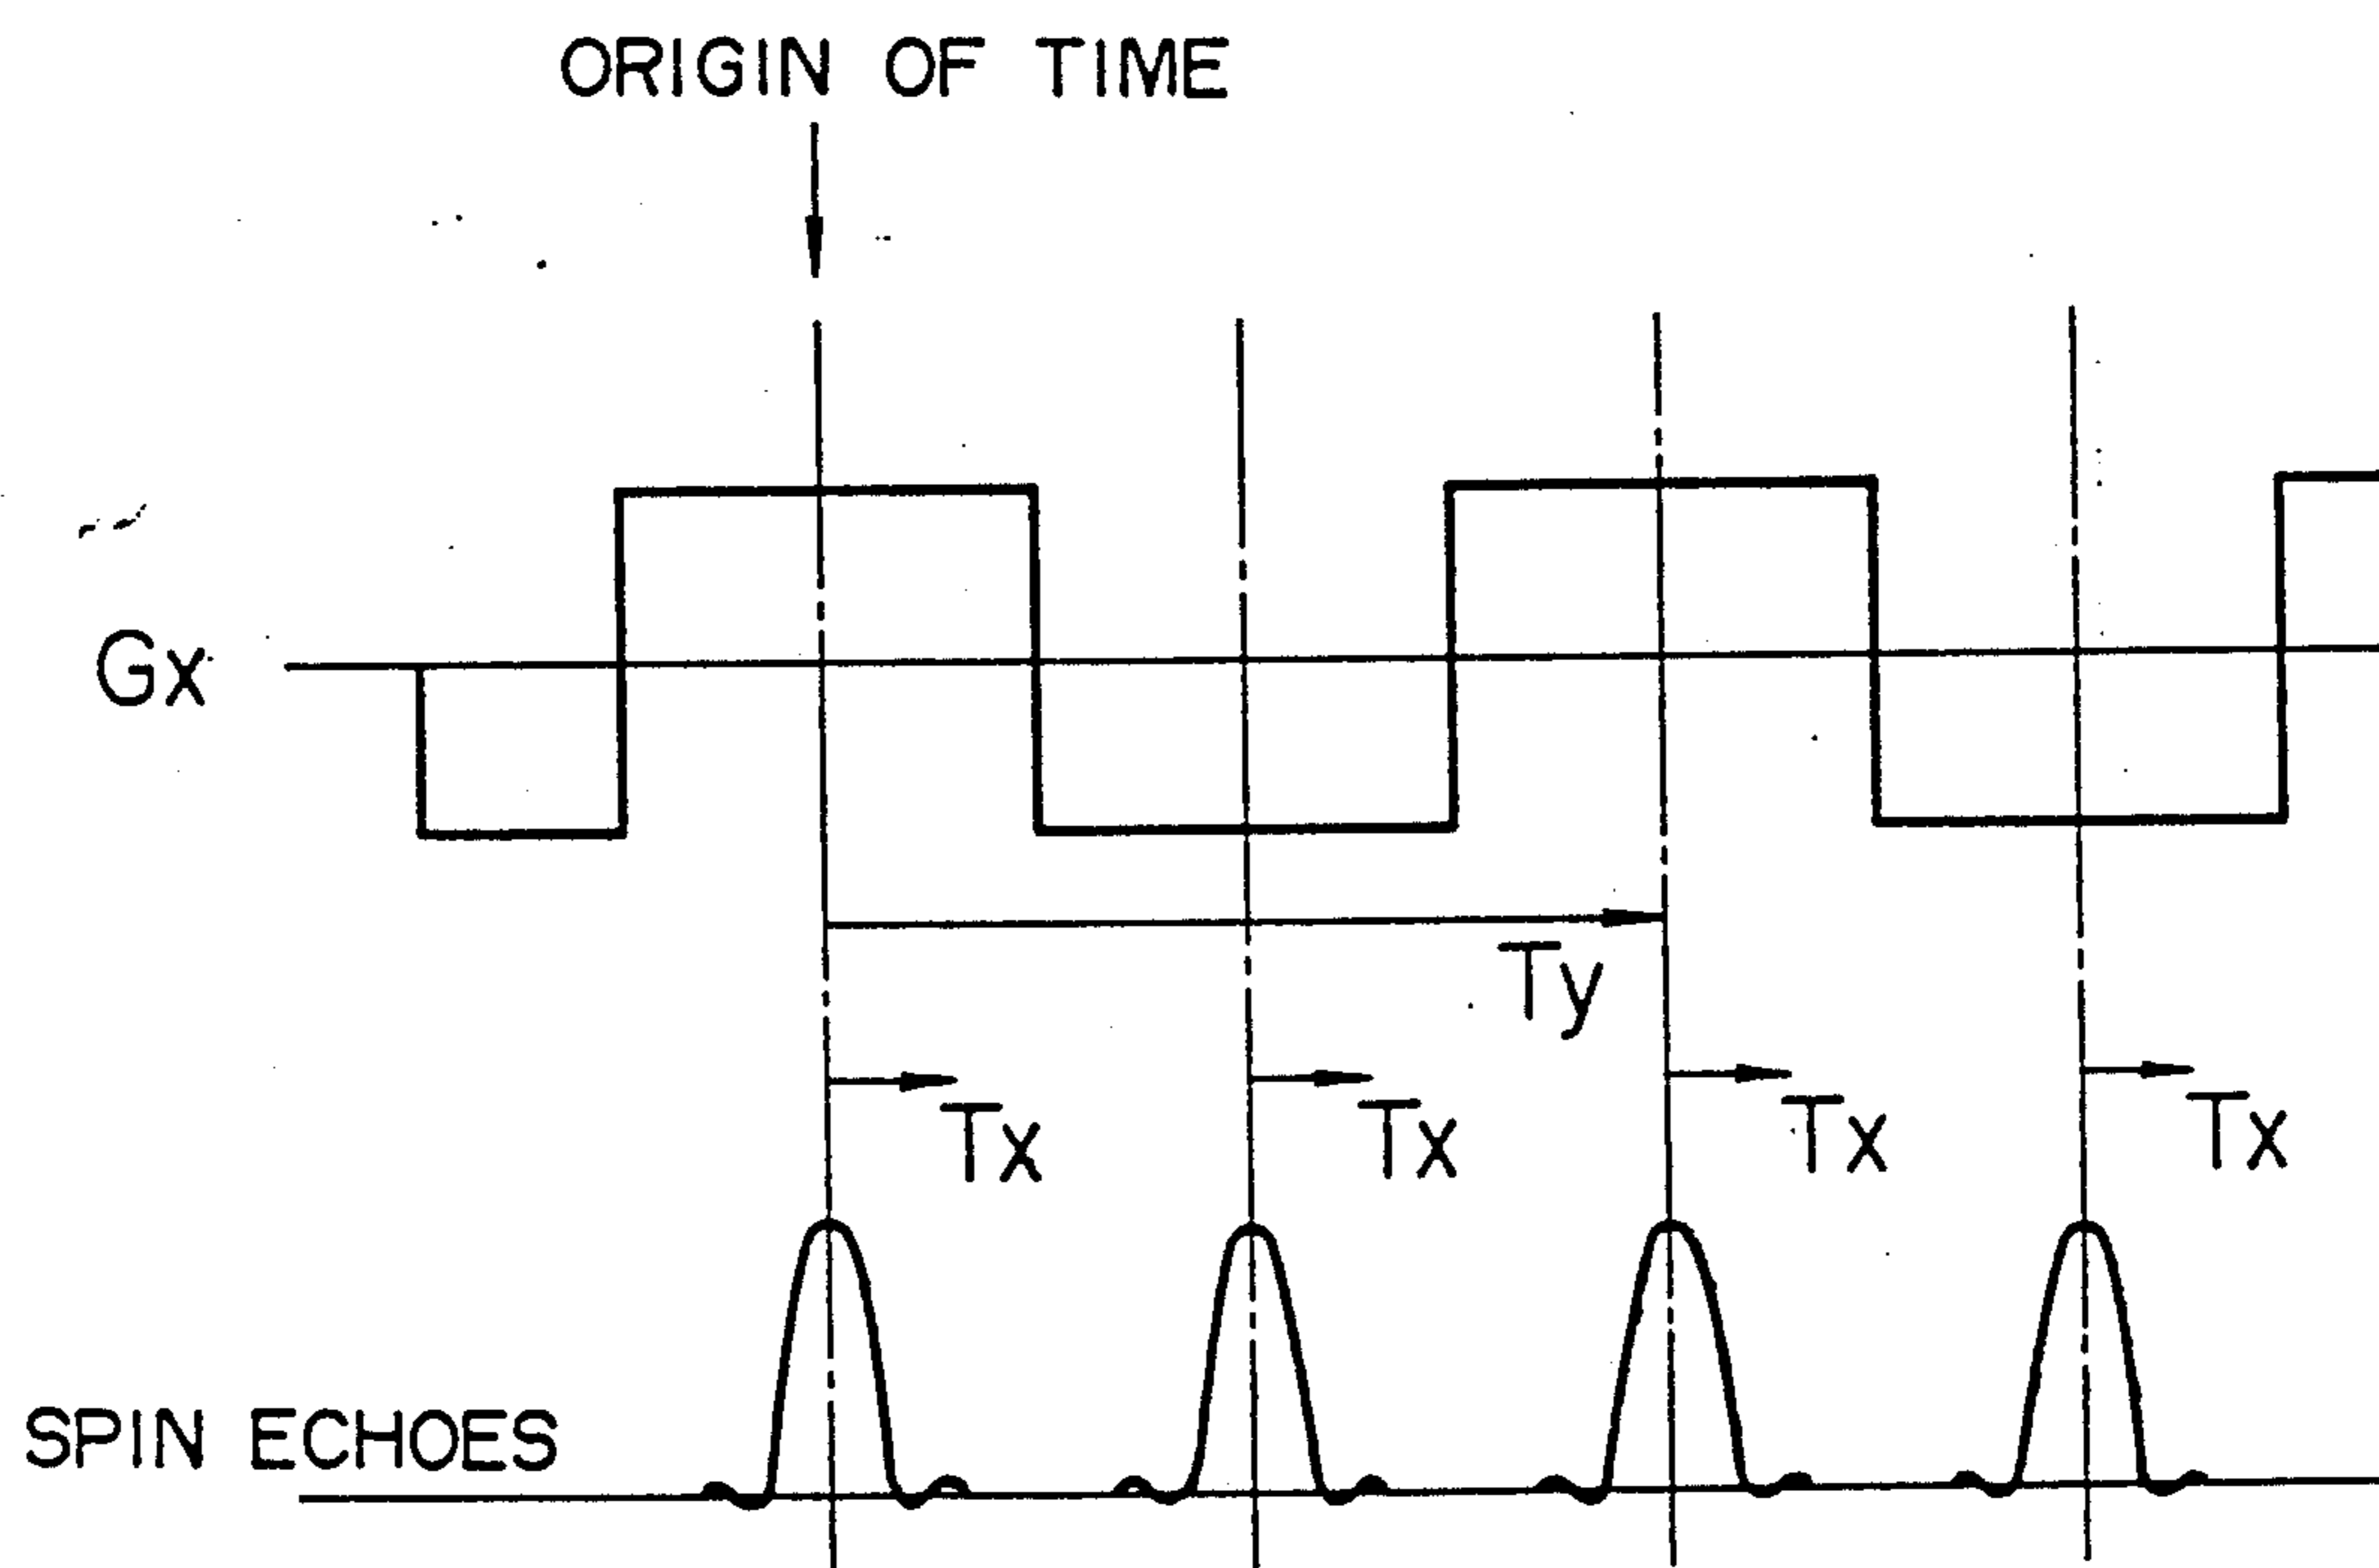 ORIGIN OF TIME
Gx
Ty
Tx Tx Tx Tx
SPIN ECHOES